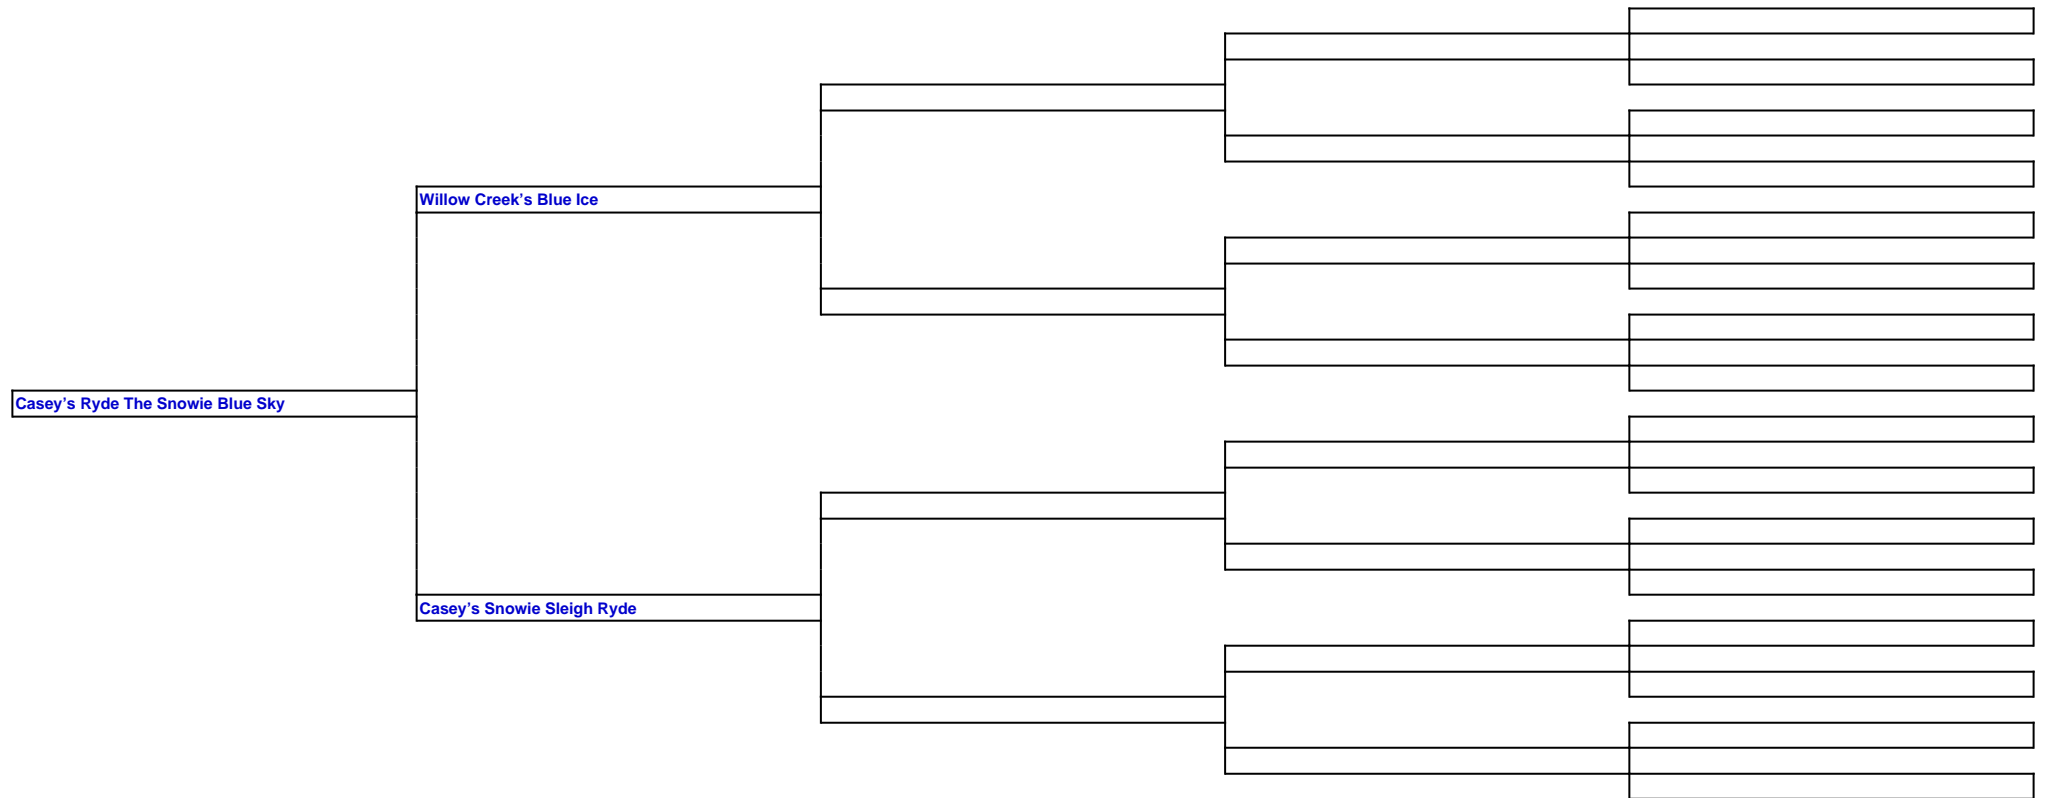 Willow Creek’s Blue Ice
Casey’s Ryde The Snowie Blue Sky
Casey’s Snowie Sleigh Ryde